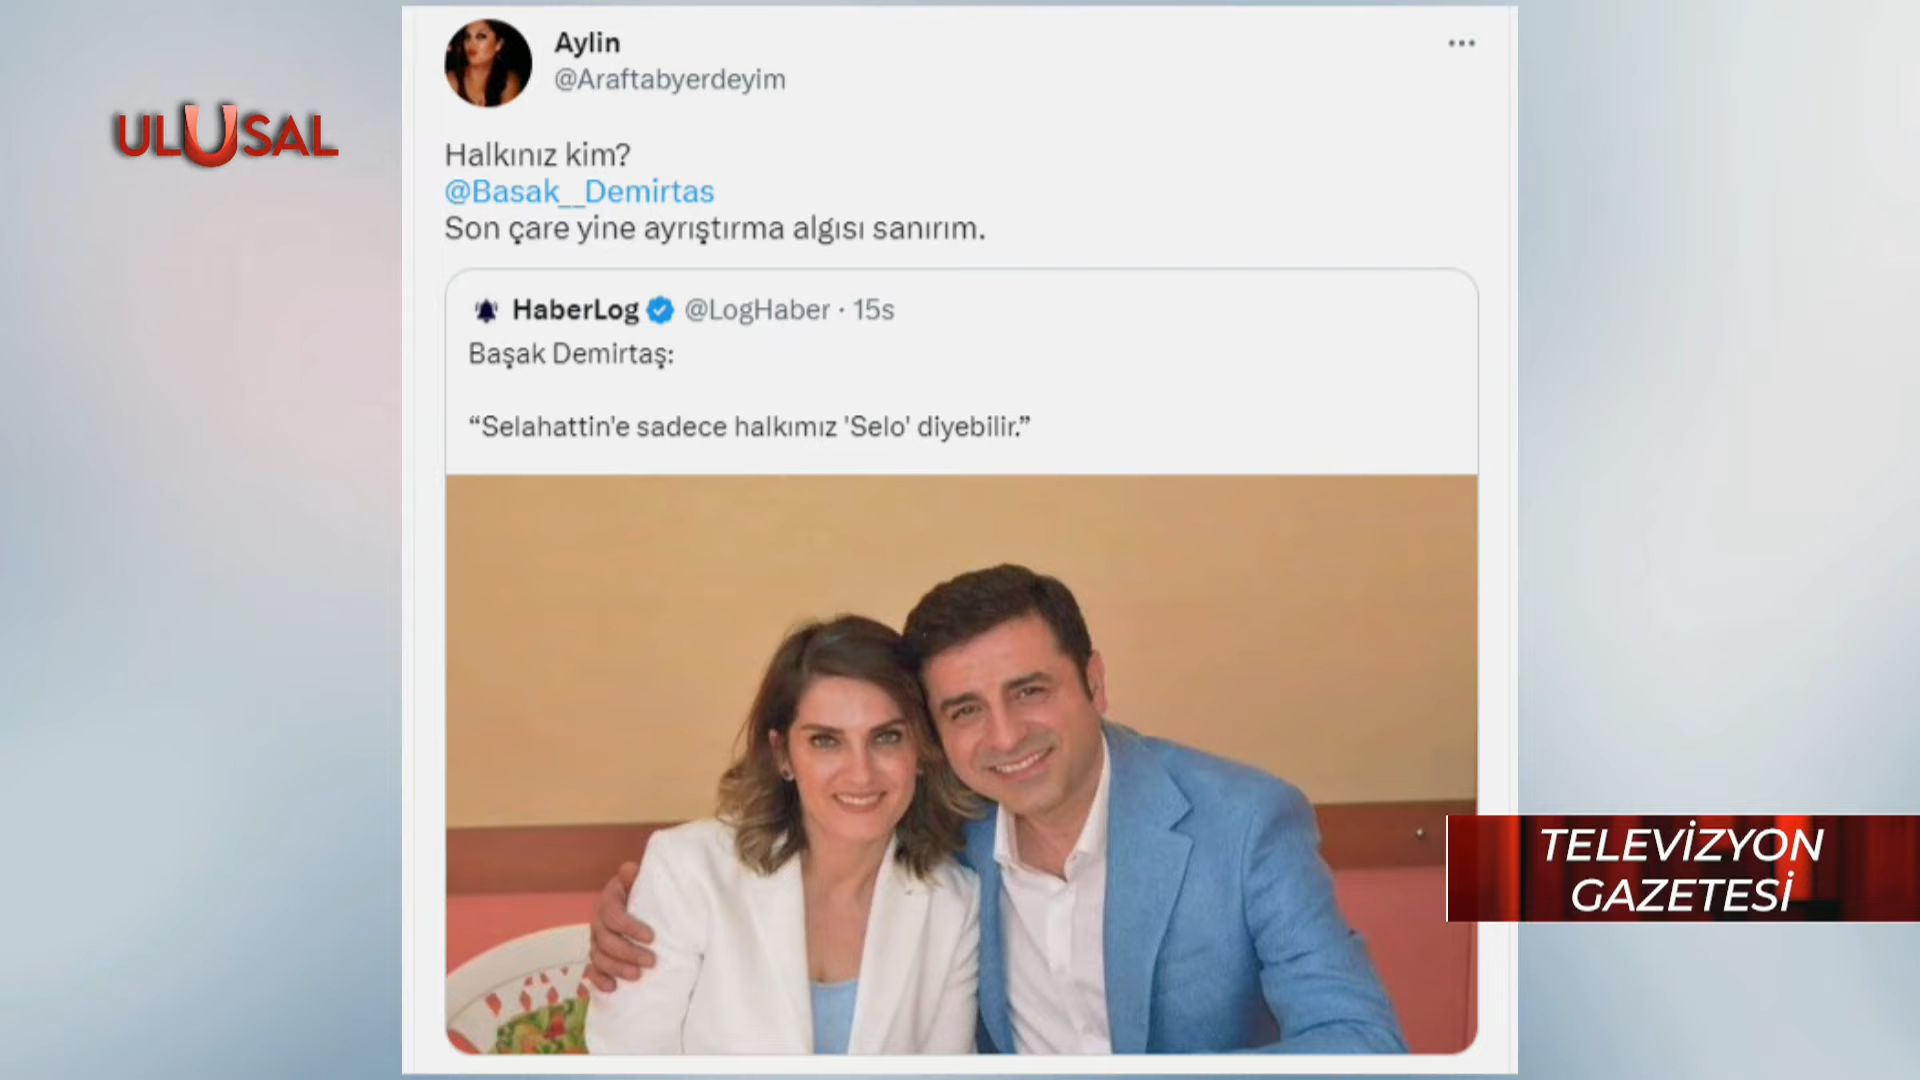 ULUSAL
Aylin
@Araftabyerdeyim
Halkınız kim?
@Basak__Demirtas
Son çare yine ayrıştırma algısı sanırım.
HaberLog @LogHaber · 15s
Başak Demirtaş:
“Selahattin'e sadece halkımız 'Selo' diyebilir.”
TELEVİZYON
GAZETESİ